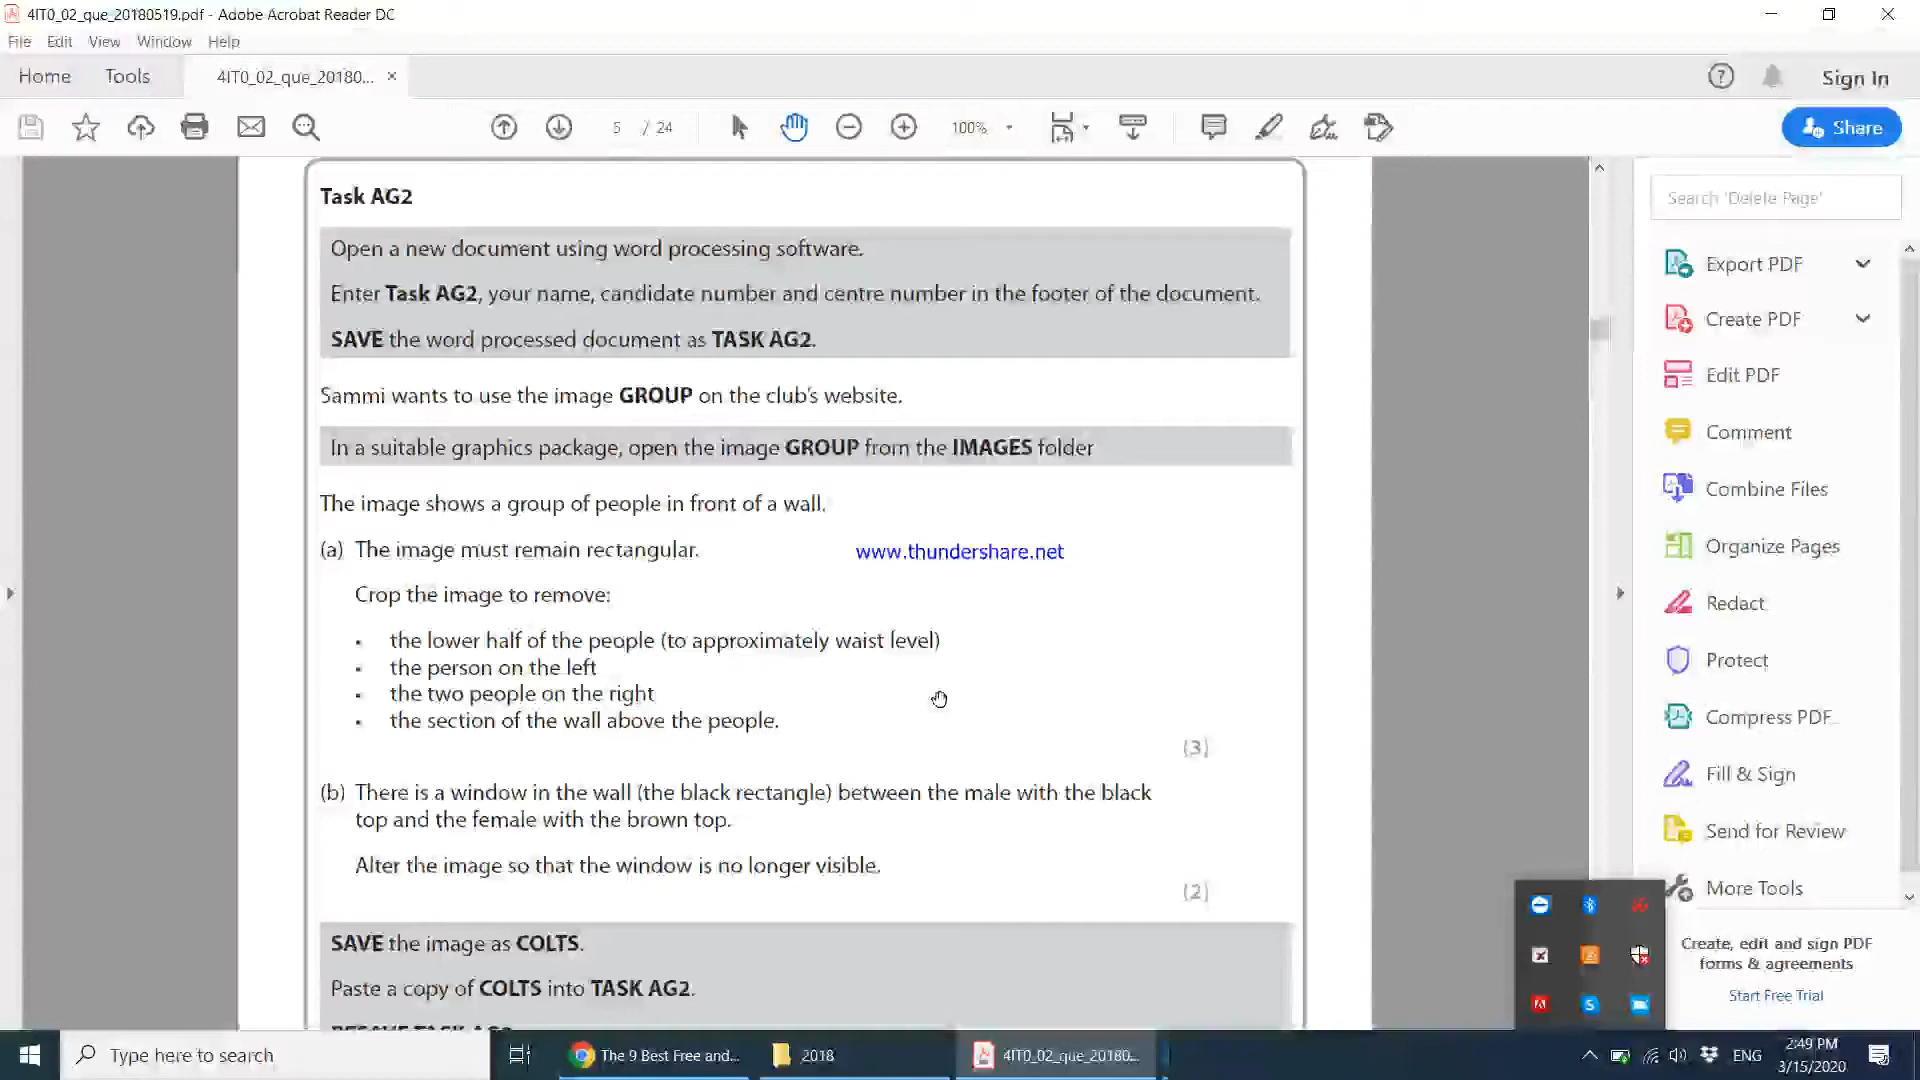 4IT0_02_que_20180519.pdf - Adobe Acrobat Reader DC
File Edit View Window Help
Home Tools 4IT0_02_que_20180... × Sign In
5 / 24 100% Share
Task AG2
Open a new document using word processing software.
Enter Task AG2, your name, candidate number and centre number in the footer of the document.
SAVE the word processed document as TASK AG2.
Sammi wants to use the image GROUP on the club's website.
In a suitable graphics package, open the image GROUP from the IMAGES folder
The image shows a group of people in front of a wall.
(a) The image must remain rectangular.
www.thundershare.net
Crop the image to remove:
• the lower half of the people (to approximately waist level)
• the person on the left
• the two people on the right
• the section of the wall above the people.
(3)
(b) There is a window in the wall (the black rectangle) between the male with the black
top and the female with the brown top.
Alter the image so that the window is no longer visible.
(2)
SAVE the image as COLTS.
Paste a copy of COLTS into TASK AG2.
RESAVE TASK AG2
Search 'Delete Page'
Export PDF
Create PDF
Edit PDF
Comment
Combine Files
Organize Pages
Redact
Protect
Compress PDF
Fill & Sign
Send for Review
More Tools
Create, edit and sign PDF
forms & agreements
Start Free Trial
Type here to search
The 9 Best Free and...
2018
4IT0_02_que_20180...
ENG
2:49 PM
3/15/2020